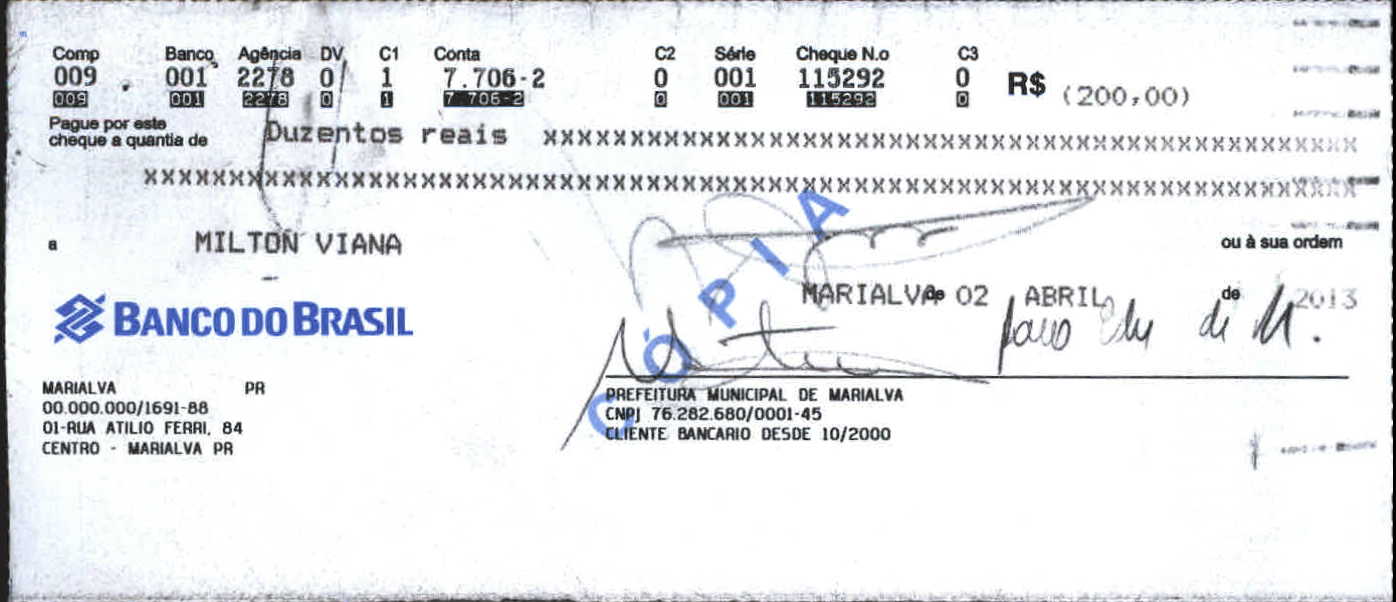 Comp Banco Agência DV C1 Conta C2 Série Cheque N.o C3
009 001 2278 0 1 7.706-2 0 001 115292 0 R$ (200,00)
009 001 2278 0 1 7.706-2 0 001 115292 0
Pague por este
cheque a quantia de Duzentos reais xxxxxxxxxxxxxxxxxxxxxxxxxxxxxxxxxxxxxxxxxxxxxxxxxxxxxxxx
xxxxxxxxxxxxxxxxxxxxxxxxxxxxxxxxxxxxxxxxxxxxxxxxxxxxxxxxxxxxxxxxxxxxxxxxxxxxxxxxxxxx
a MILTON VIANA ou à sua ordem
MARIALVA de 02 ABRIL de 2013
BANCO DO BRASIL
CÓPIA
MARIALVA PR
00.000.000/1691-88
01-RUA ATILIO FERRI, 84
CENTRO - MARIALVA PR
PREFEITURA MUNICIPAL DE MARIALVA
CNPJ 76.282.680/0001-45
CLIENTE BANCARIO DESDE 10/2000